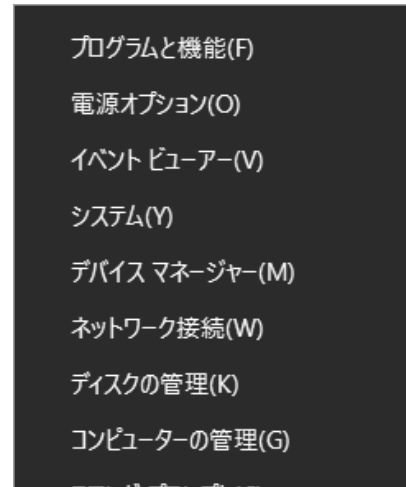 プログラムと機能(F)
電源オプション(O)
イベント ビューアー(V)
システム(Y)
デバイス マネージャー(M)
ネットワーク接続(W)
ディスクの管理(K)
コンピューターの管理(G)